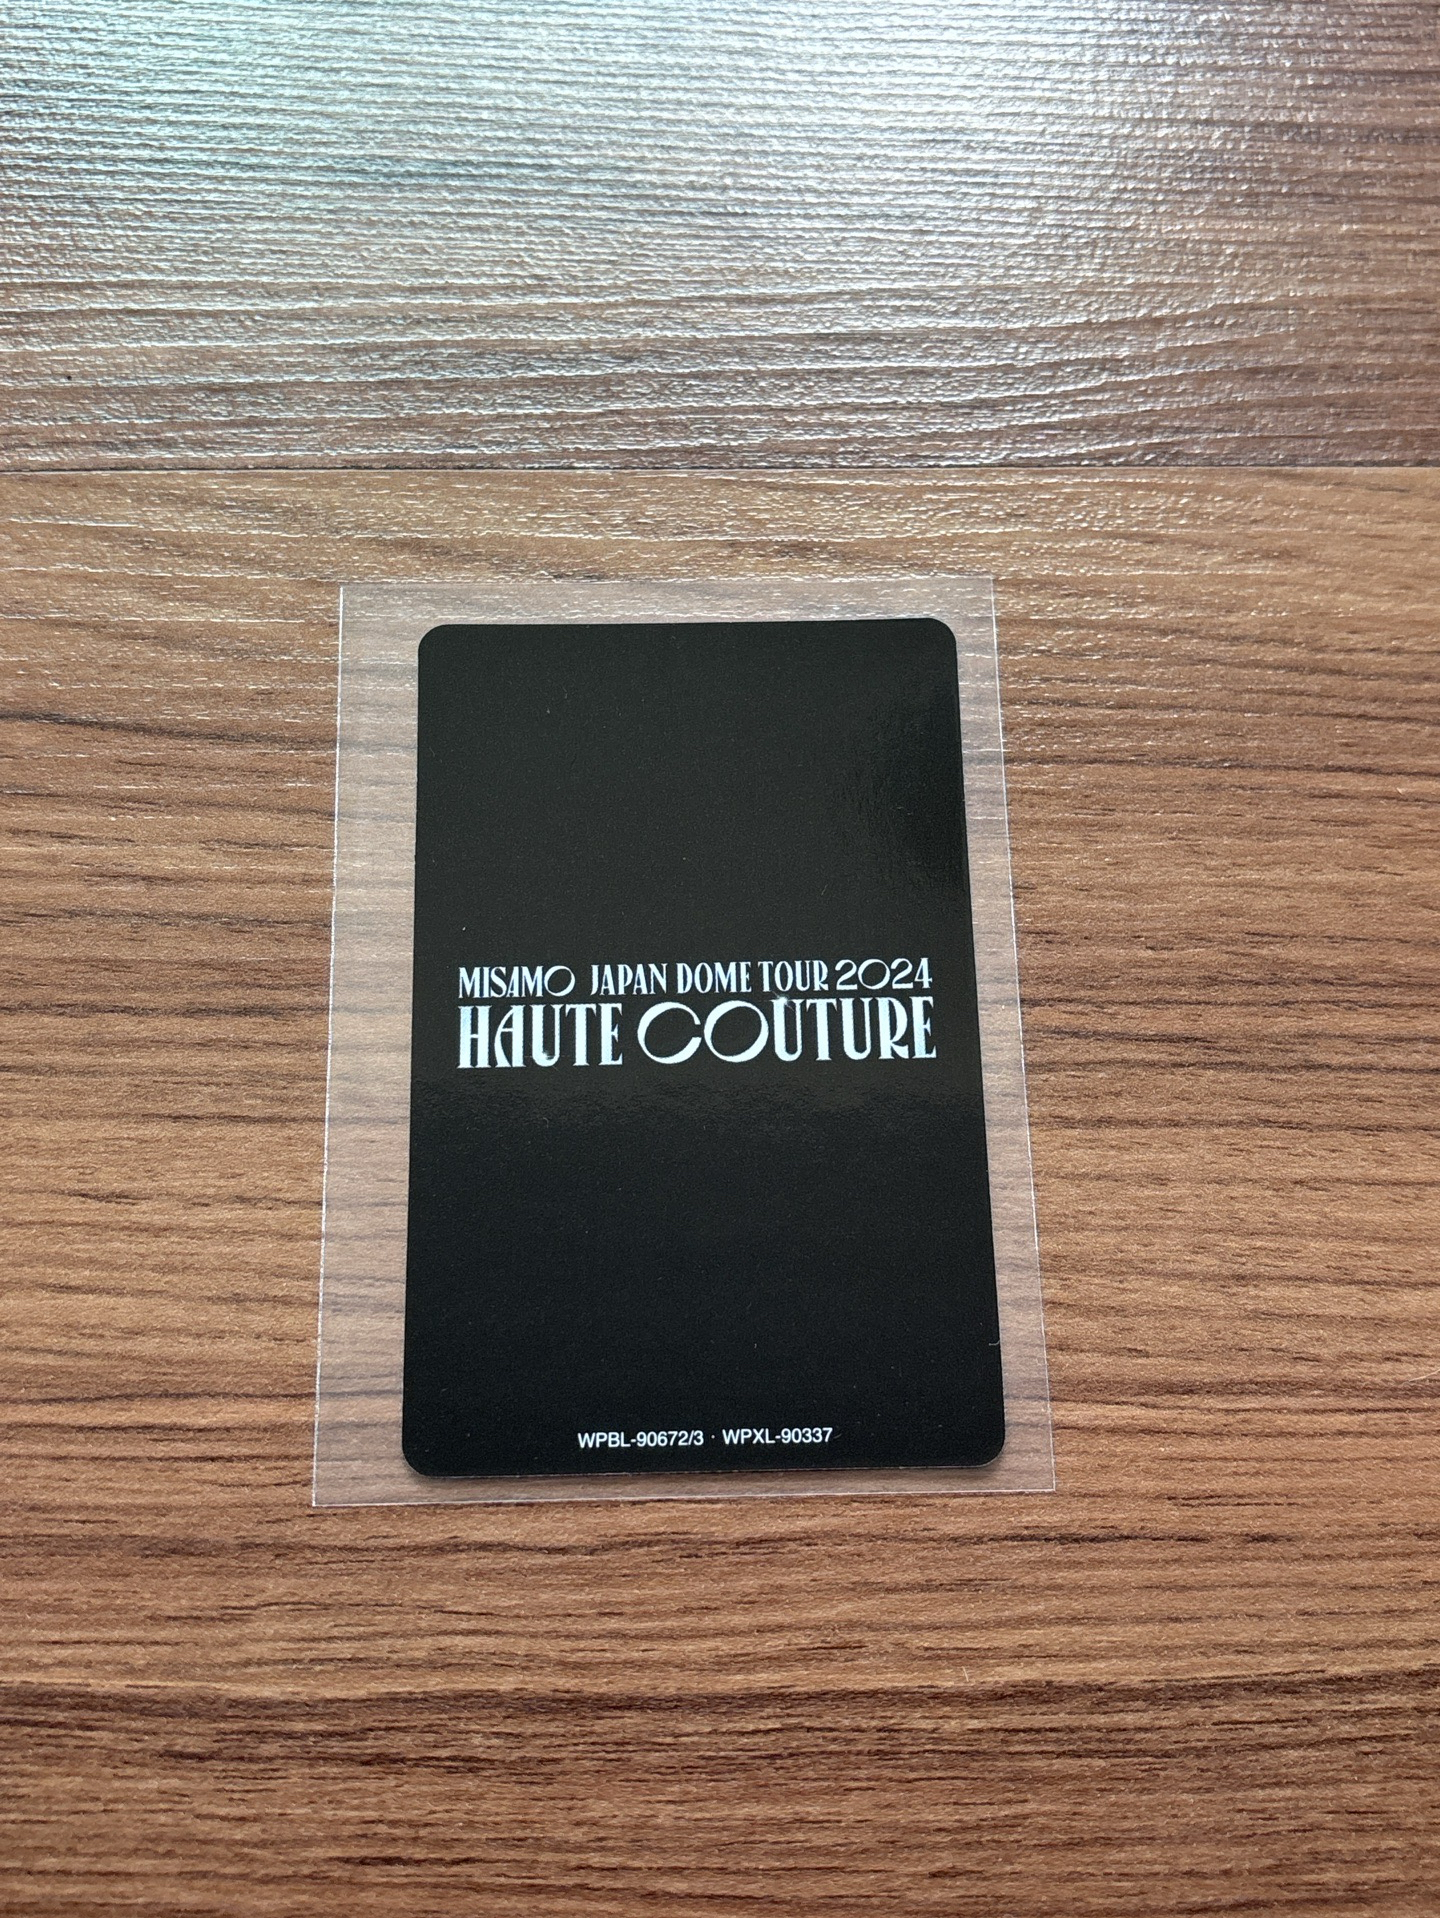 MISAMO JAPAN DOME TOUR 2024
HAUTE COUTURE
WPBL-90672/3 · WPXL-90337